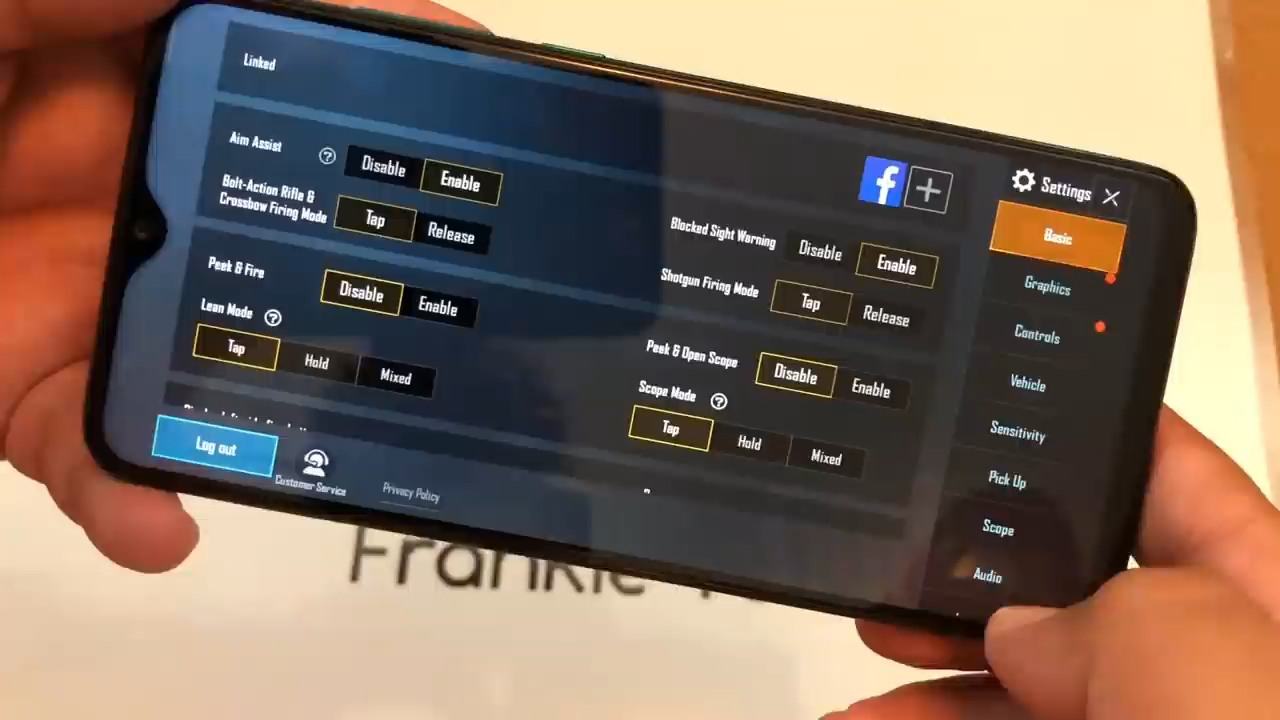 Linked
Settings
Aim Assist
Disable
Enable
Bolt-Action Rifle &
Crossbow Firing Mode
Tap
Release
Blocked Sight Warning
Disable
Enable
Shotgun Firing Mode
Tap
Release
Peek & Fire
Disable
Enable
Lean Mode
Tap
Hold
Mixed
Peek & Open Scope
Disable
Enable
Scope Mode
Tap
Hold
Mixed
Log out
Customer Service
Privacy Policy
Basic
Graphics
Controls
Vehicle
Sensitivity
Pick Up
Scope
Audio
Frankie